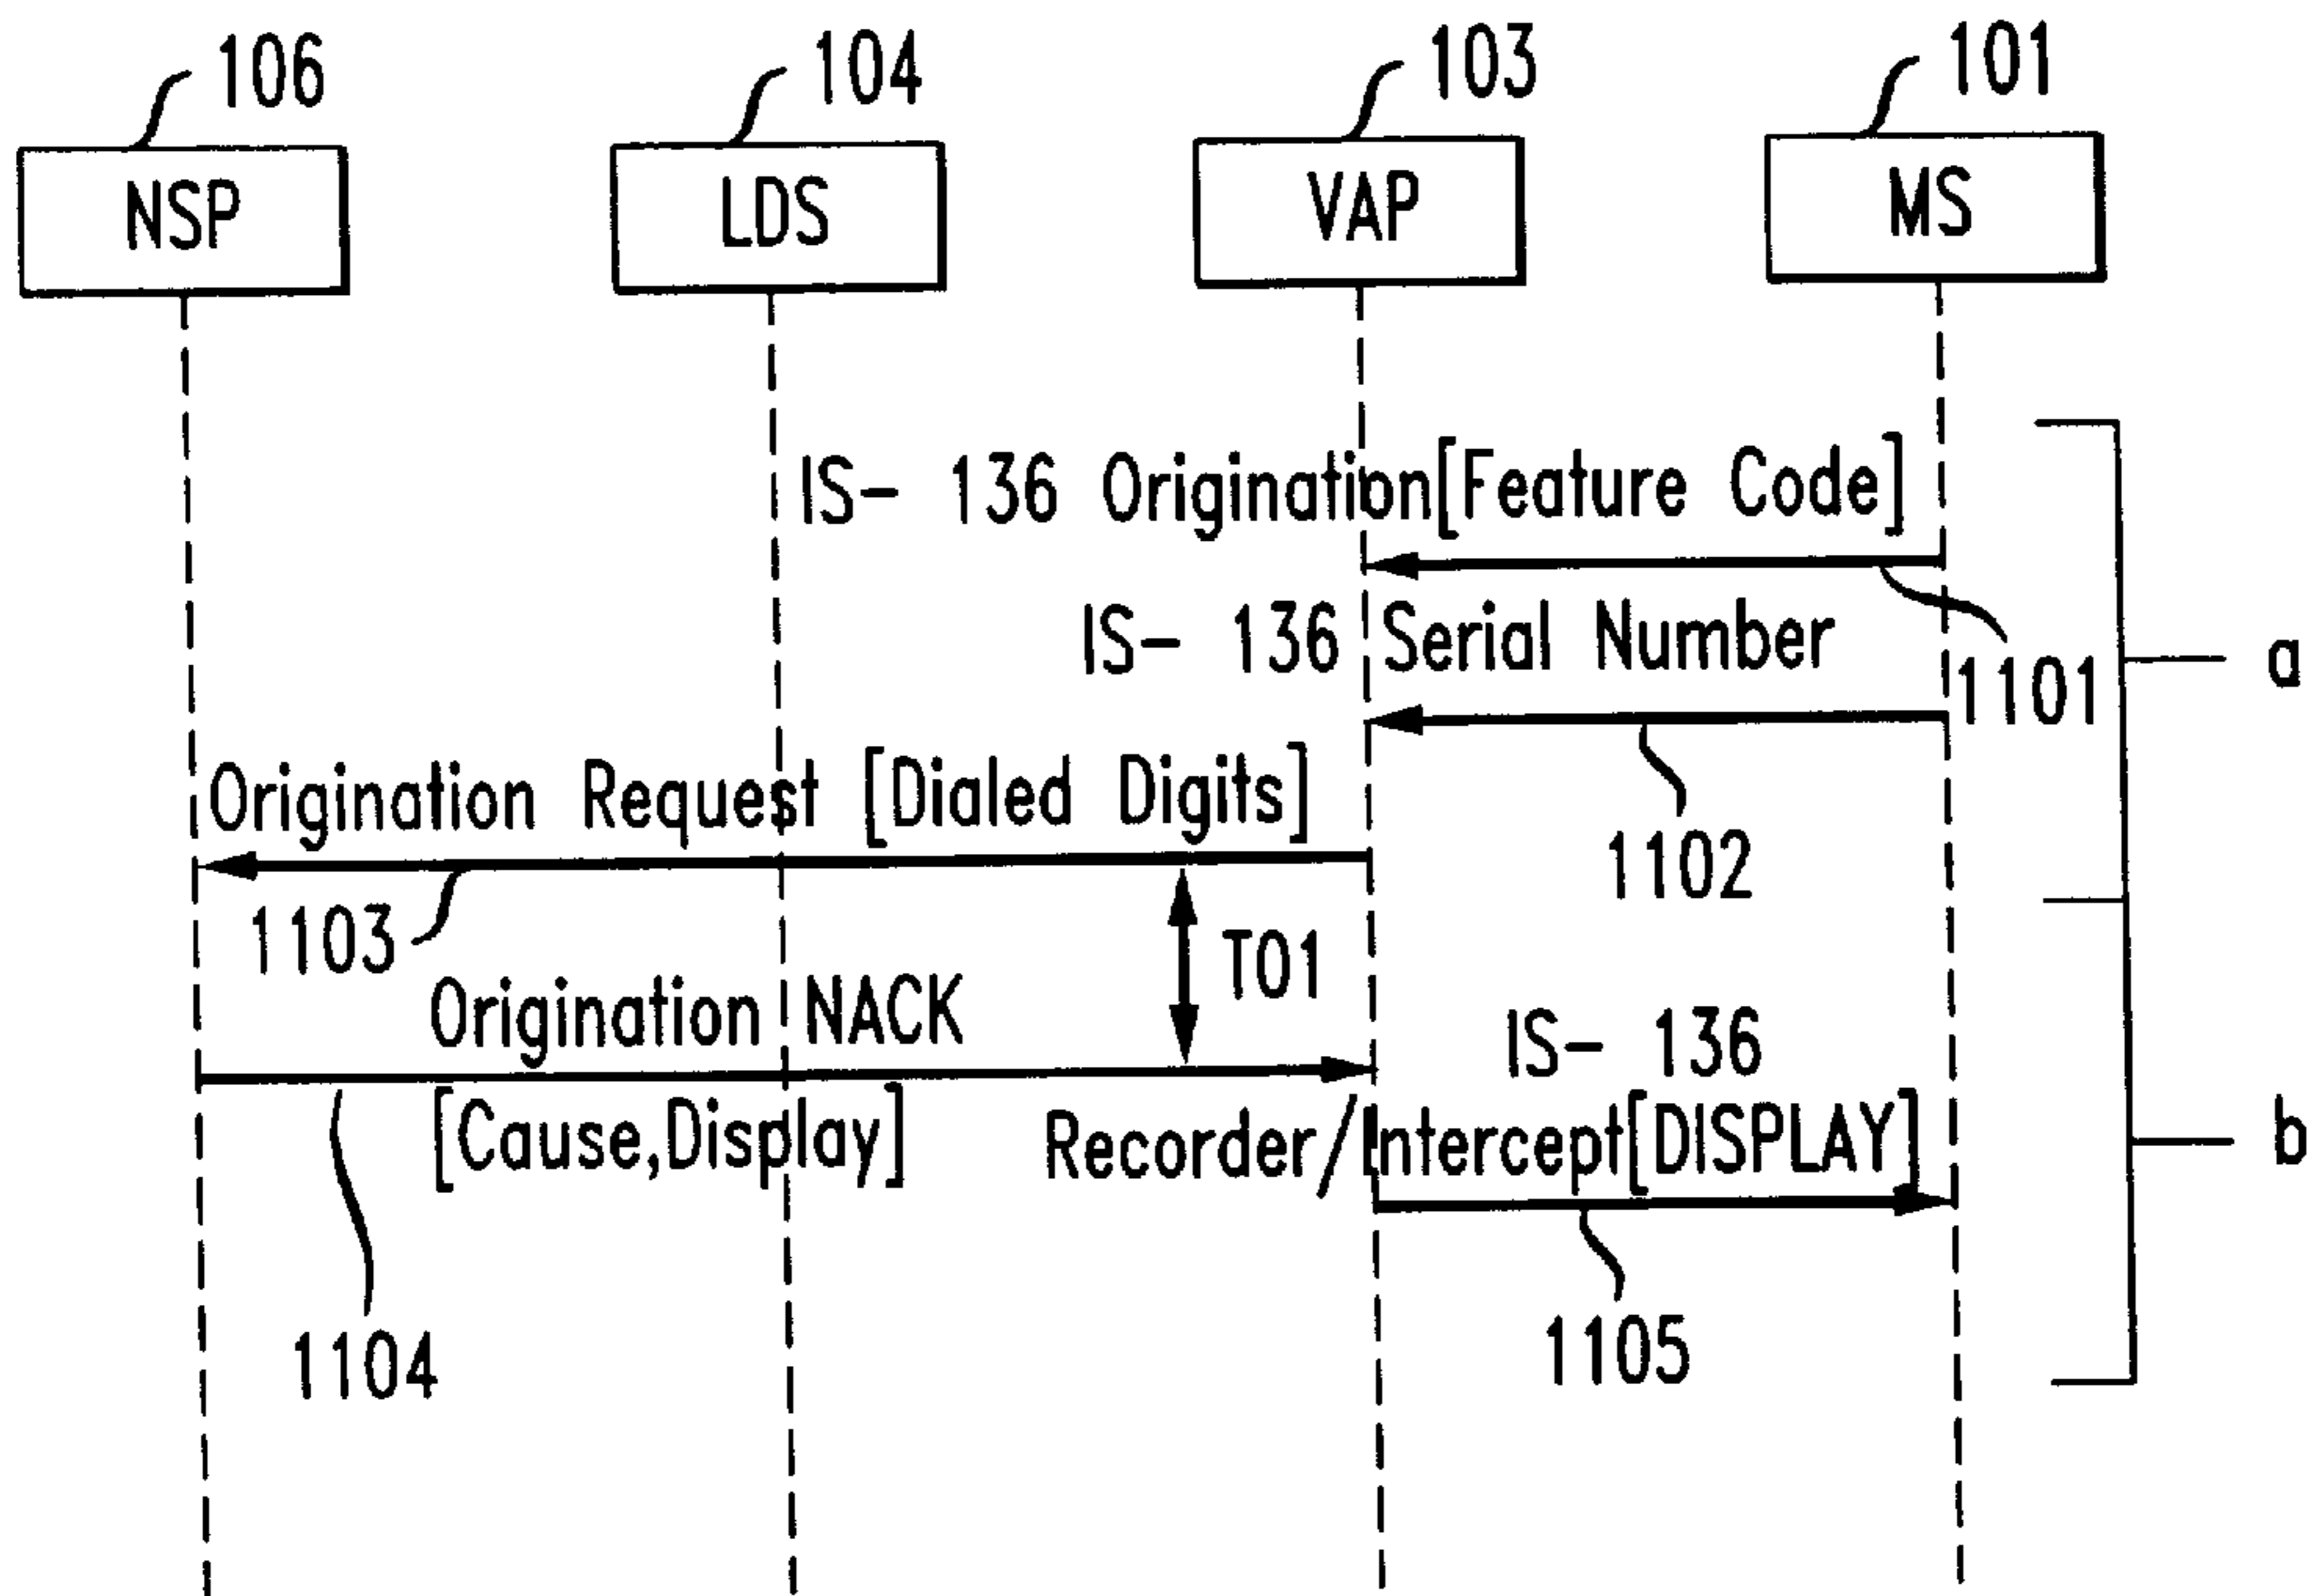 106 104 103 101
NSP LDS VAP MS
IS- 136 Origination[Feature Code]
IS- 136 Serial Number
1101
a
Origination Request [Dialed Digits]
1102
1103
T01
Origination NACK
IS- 136
[Cause,Display]
Recorder/Intercept[DISPLAY]
b
1104
1105